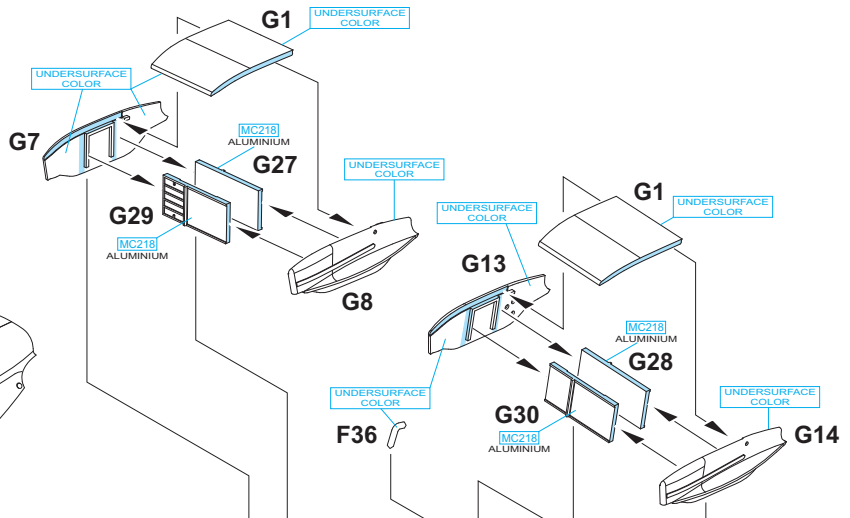 G1
UNDERSURFACE
COLOR
UNDERSURFACE
COLOR
G7
MC218
ALUMINIUM
G27
UNDERSURFACE
COLOR
G29
MC218
ALUMINIUM
G8
G1
UNDERSURFACE
COLOR
UNDERSURFACE
COLOR
G13
MC218
ALUMINIUM
G28
UNDERSURFACE
COLOR
F36
G30
MC218
ALUMINIUM
UNDERSURFACE
COLOR
G14